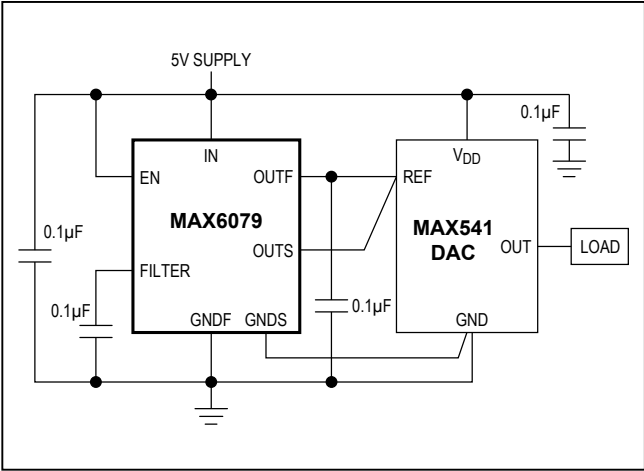 5V SUPPLY
0.1µF
IN
VDD
EN
OUTF
REF
MAX6079
MAX541
DAC
0.1µF
OUTS
OUT
LOAD
FILTER
0.1µF
0.1µF
GNDF
GNDS
GND